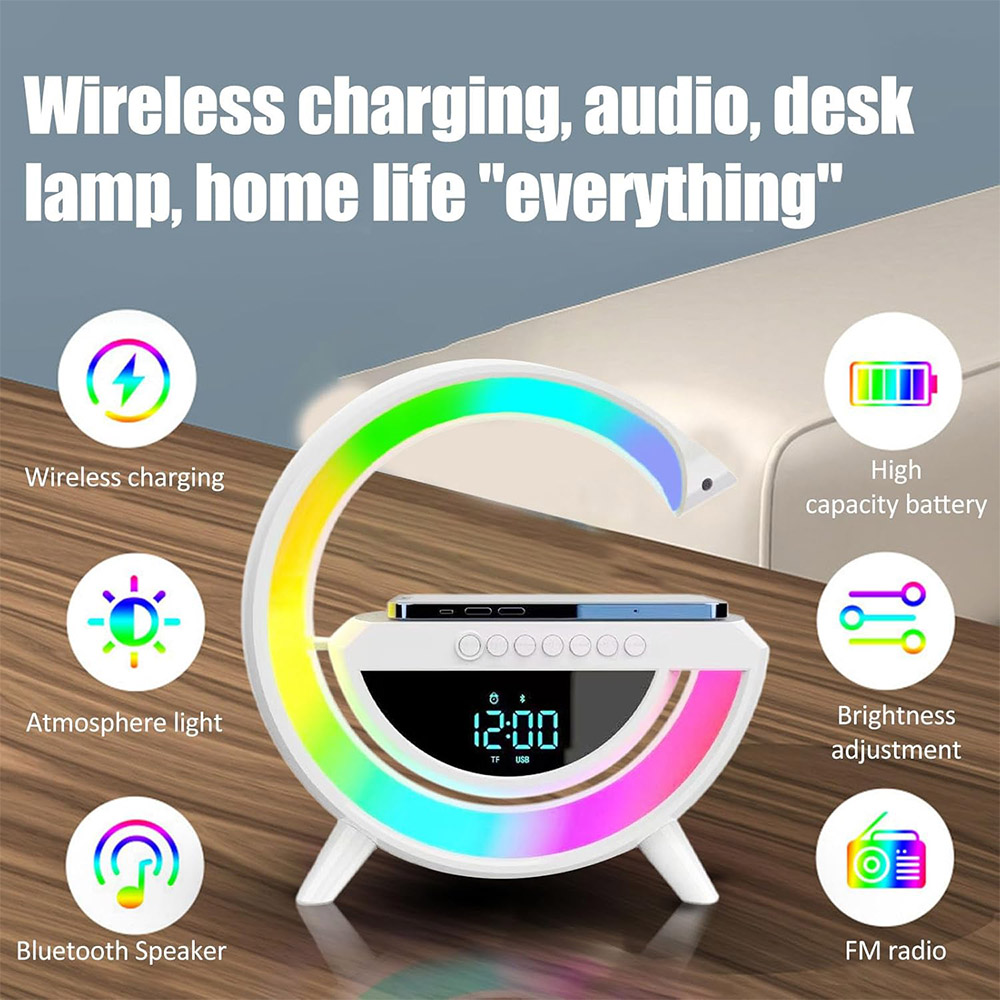 Wireless charging, audio, desk
lamp, home life "everything"
Wireless charging
High
capacity battery
Atmosphere light
Brightness
adjustment
12:00
TF USB
Bluetooth Speaker
FM radio